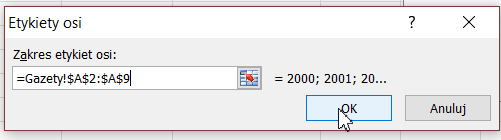 Etykiety osi
Zakres etykiet osi:
=Gazety!$A$2:$A$9 = 2000; 2001; 20...
OK Anuluj